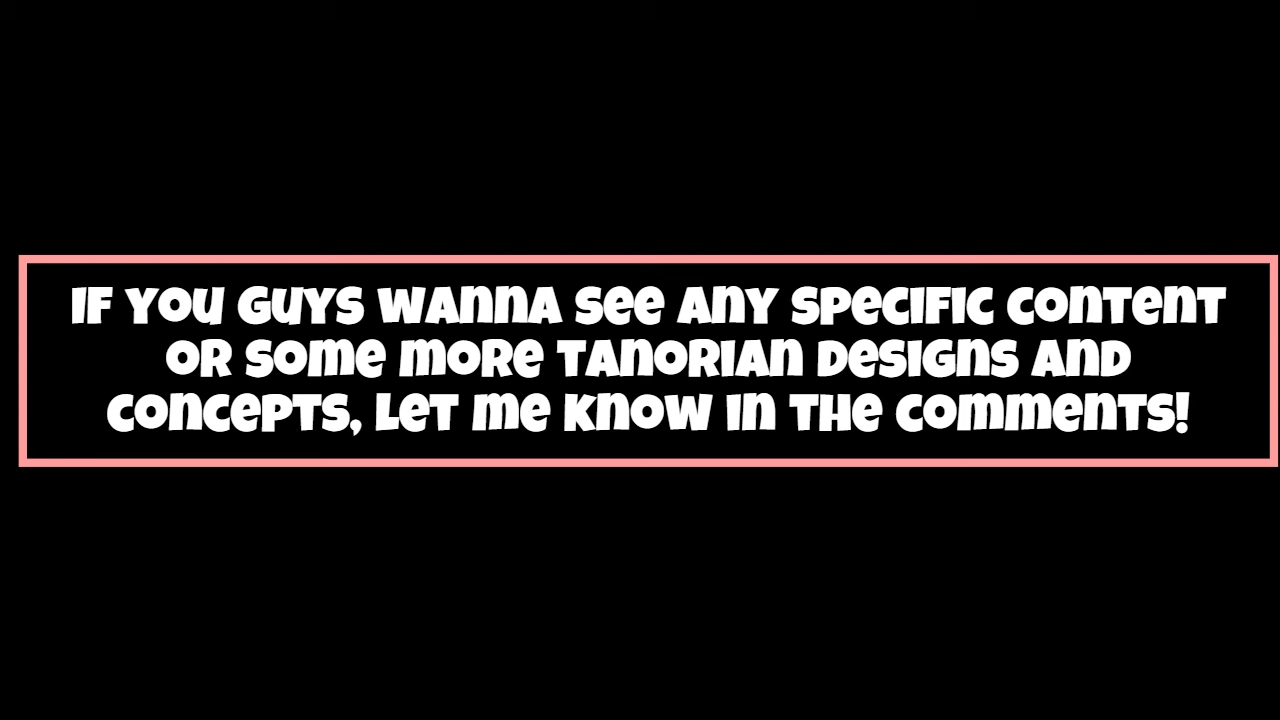 If you guys wanna see any specific content
or some more Tanorian designs and
concepts, let me know in the comments!